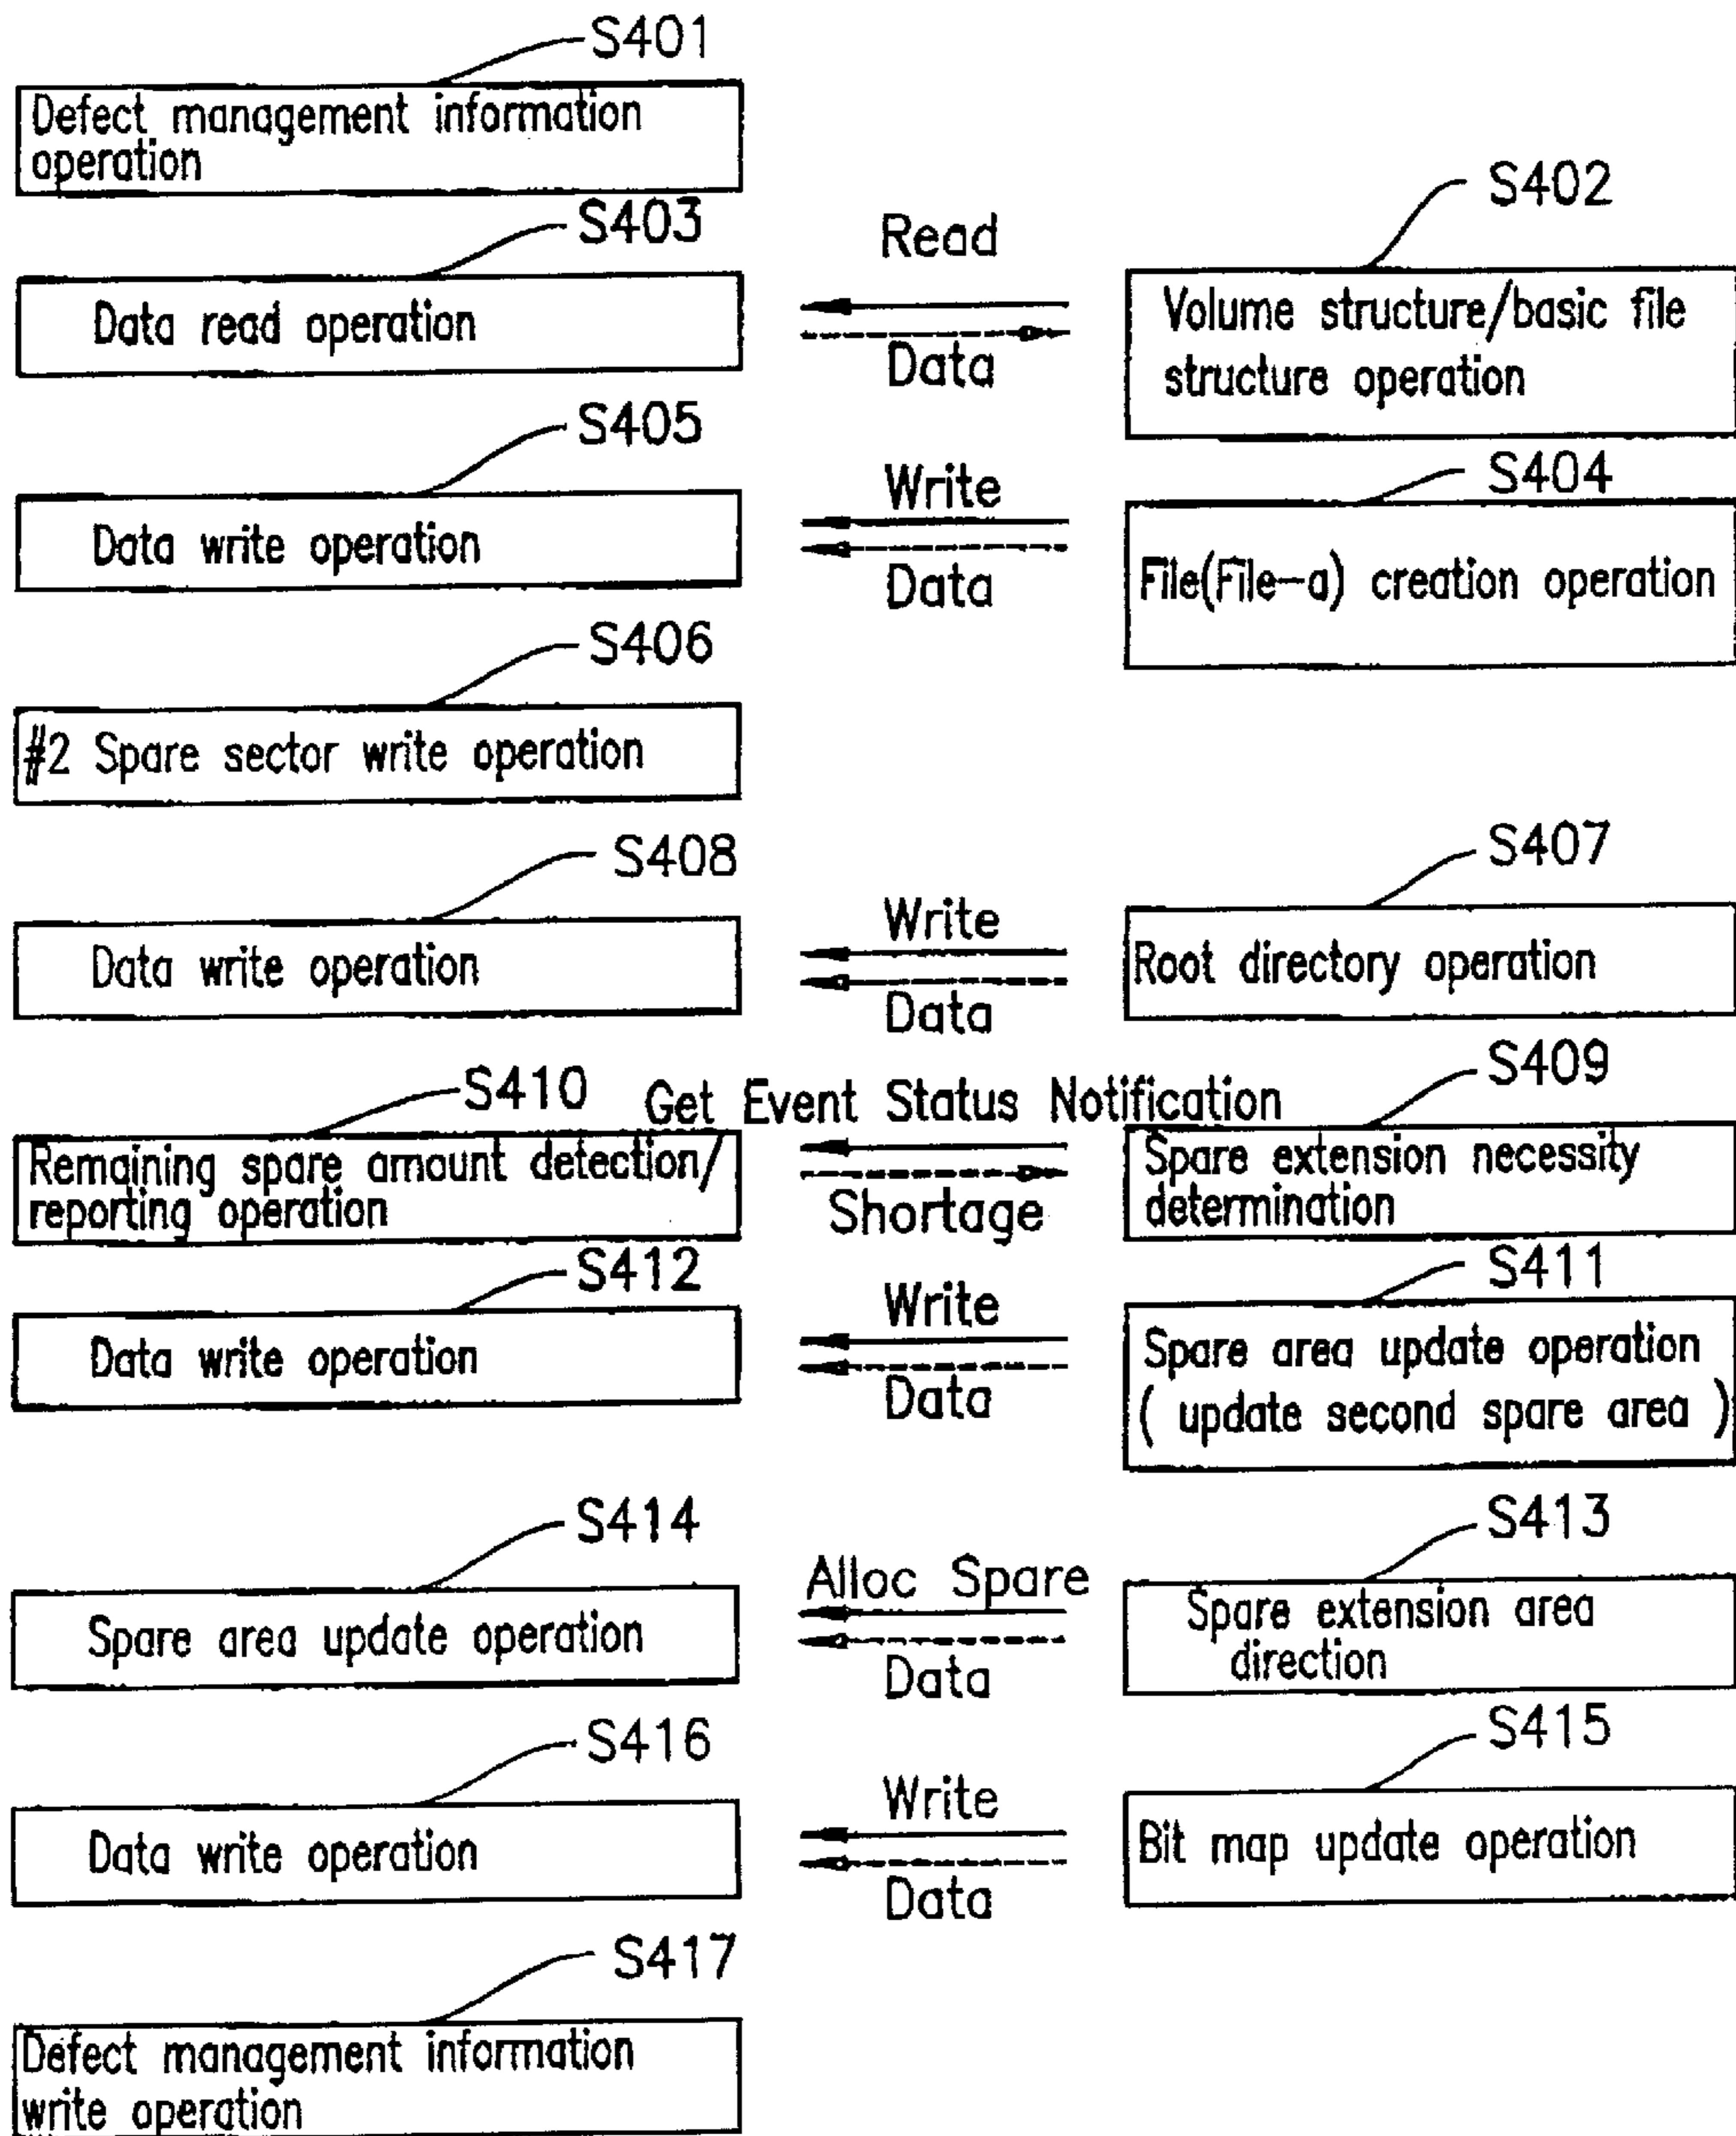 S401
Defect management information
operation
S402
S403
Read
Data read operation
Volume structure/basic file
structure operation
Data
S405
S404
Write
Data write operation
File(File-a) creation operation
Data
S406
#2 Spare sector write operation
S408
S407
Write
Data write operation
Root directory operation
Data
S410
S409
Get Event Status Notification
Remaining spare amount detection/
reporting operation
Spare extension necessity
determination
Shortage
S412
S411
Write
Data write operation
Spare area update operation
( update second spare area )
Data
S414
S413
Alloc Spare
Spare area update operation
Spare extension area
direction
Data
S416
S415
Write
Data write operation
Bit map update operation
Data
S417
Defect management information
write operation